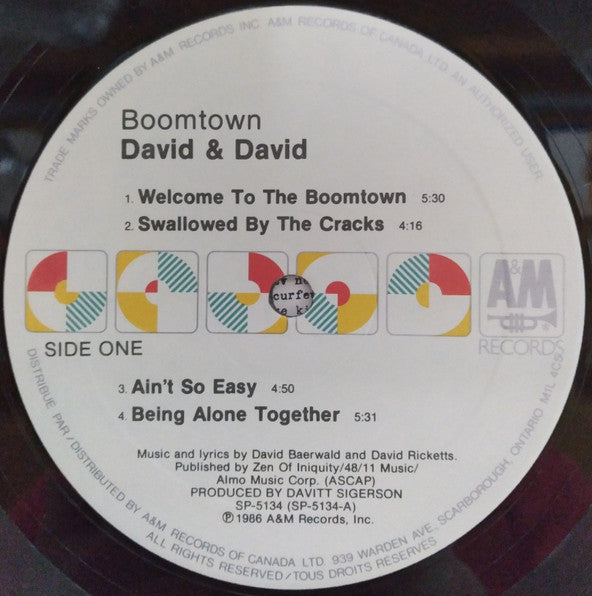 TRADE MARKS OWNED BY A&M RECORDS INC. A&M RECORDS OF CANADA LTD. AN AUTHORIZED USER.
Boomtown
David & David
1. Welcome To The Boomtown 5:30
2. Swallowed By The Cracks 4:16
curfew
A&M
RECORDS
SIDE ONE
3. Ain't So Easy 4:50
4. Being Alone Together 5:31
Music and lyrics by David Baerwald and David Ricketts.
Published by Zen Of Iniquity/48/11 Music/
Almo Music Corp. (ASCAP)
PRODUCED BY DAVITT SIGERSON
SP-5134 (SP-5134-A)
℗ 1986 A&M Records, Inc.
DISTRIBUE PAR/DISTRIBUTED BY A&M RECORDS OF CANADA LTD. 939 WARDEN AVE. SCARBOROUGH, ONTARIO M1L 4C5
ALL RIGHTS RESERVED/TOUS DROITS RESERVES